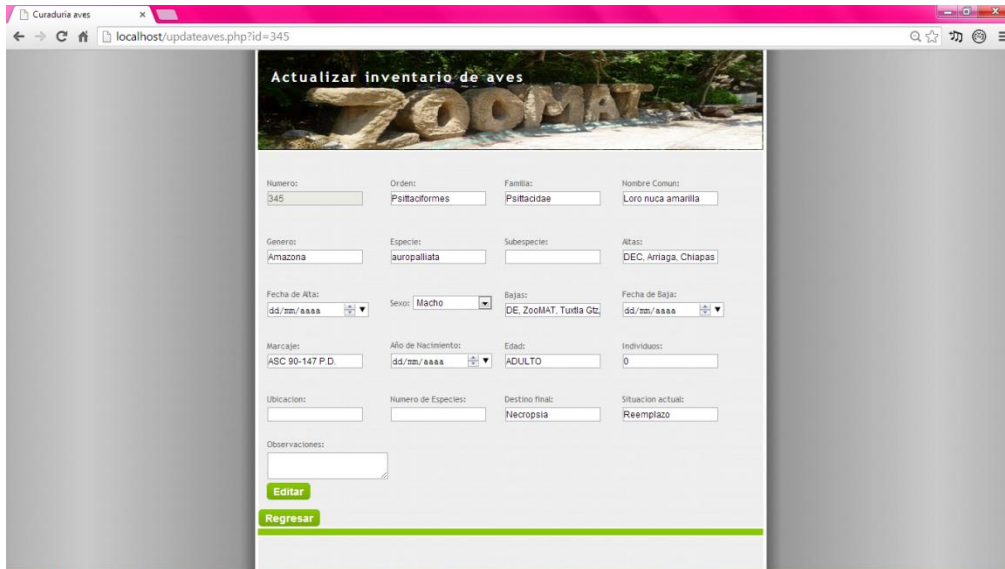 Curaduria aves
localhost/updateaves.php?id=345
Actualizar inventario de aves
ZOOMAT
Numero: Orden: Familia: Nombre Comun:
345 Psittaciformes Psittacidae Loro nuca amarilla
Genero: Especie: Subespecie: Altas:
Amazona auropalliata DEC, Arriaga, Chiapas
Fecha de Alta: Sexo: Macho Bajas: Fecha de Baja:
dd/mm/aaaa DE, ZooMAT, Tuxtla Gtz, dd/mm/aaaa
Marcaje: Año de Nacimiento: Edad: Individuos:
ASC 90-147 P.D. dd/mm/aaaa ADULTO 0
Ubicacion: Numero de Especies: Destino final: Situacion actual:
Necropsia Reemplazo
Observaciones:
Editar
Regresar